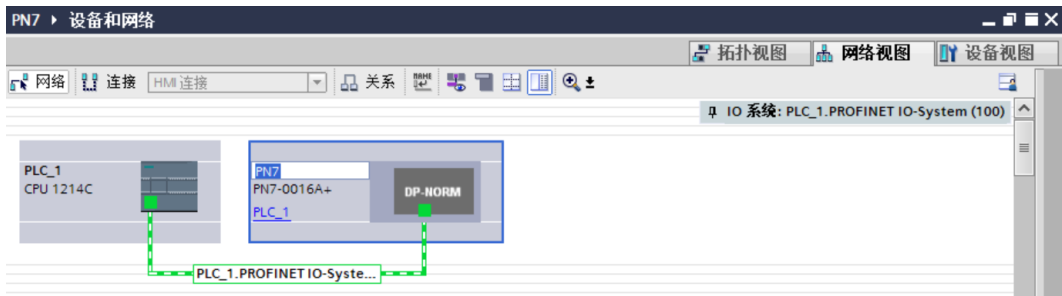 PN7 ▸ 设备和网络
拓扑视图 网络视图 设备视图
网络 连接 HMI 连接 关系
IO 系统: PLC_1.PROFINET IO-System (100)
PLC_1
CPU 1214C
PN7
PN7-0016A+
PLC_1
DP-NORM
PLC_1.PROFINET IO-Syste...